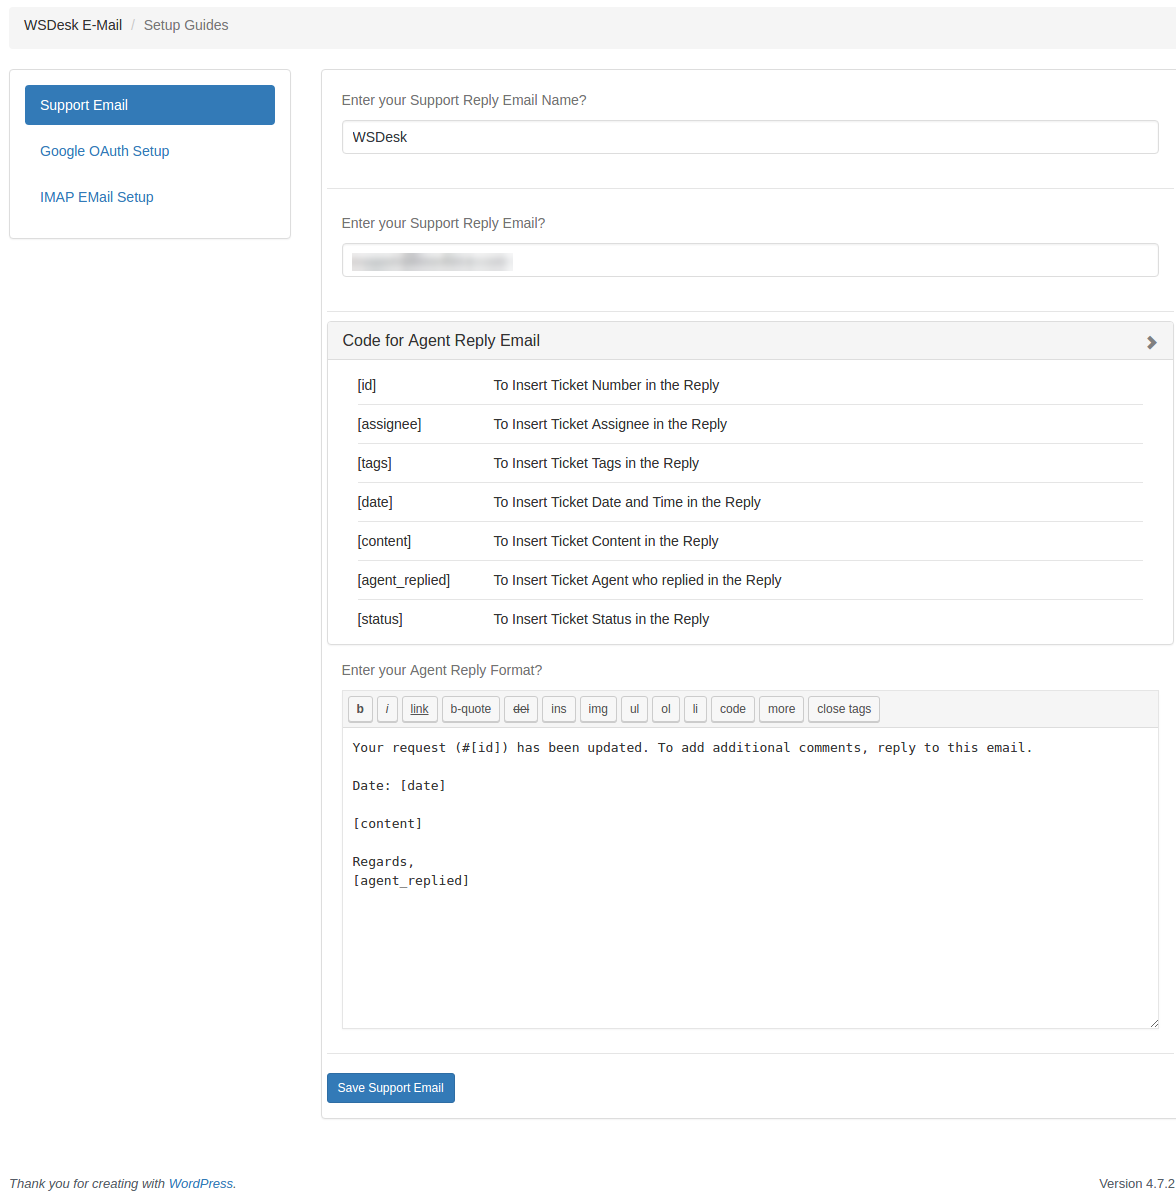 WSDesk E-Mail / Setup Guides
Support Email
Google OAuth Setup
IMAP EMail Setup
Enter your Support Reply Email Name?
WSDesk
Enter your Support Reply Email?
Code for Agent Reply Email
[id] To Insert Ticket Number in the Reply
[assignee] To Insert Ticket Assignee in the Reply
[tags] To Insert Ticket Tags in the Reply
[date] To Insert Ticket Date and Time in the Reply
[content] To Insert Ticket Content in the Reply
[agent_replied] To Insert Ticket Agent who replied in the Reply
[status] To Insert Ticket Status in the Reply
Enter your Agent Reply Format?
b i link b-quote del ins img ul ol li code more close tags
Your request (#[id]) has been updated. To add additional comments, reply to this email.
Date: [date]
[content]
Regards,
[agent_replied]
Save Support Email
Thank you for creating with WordPress. Version 4.7.2